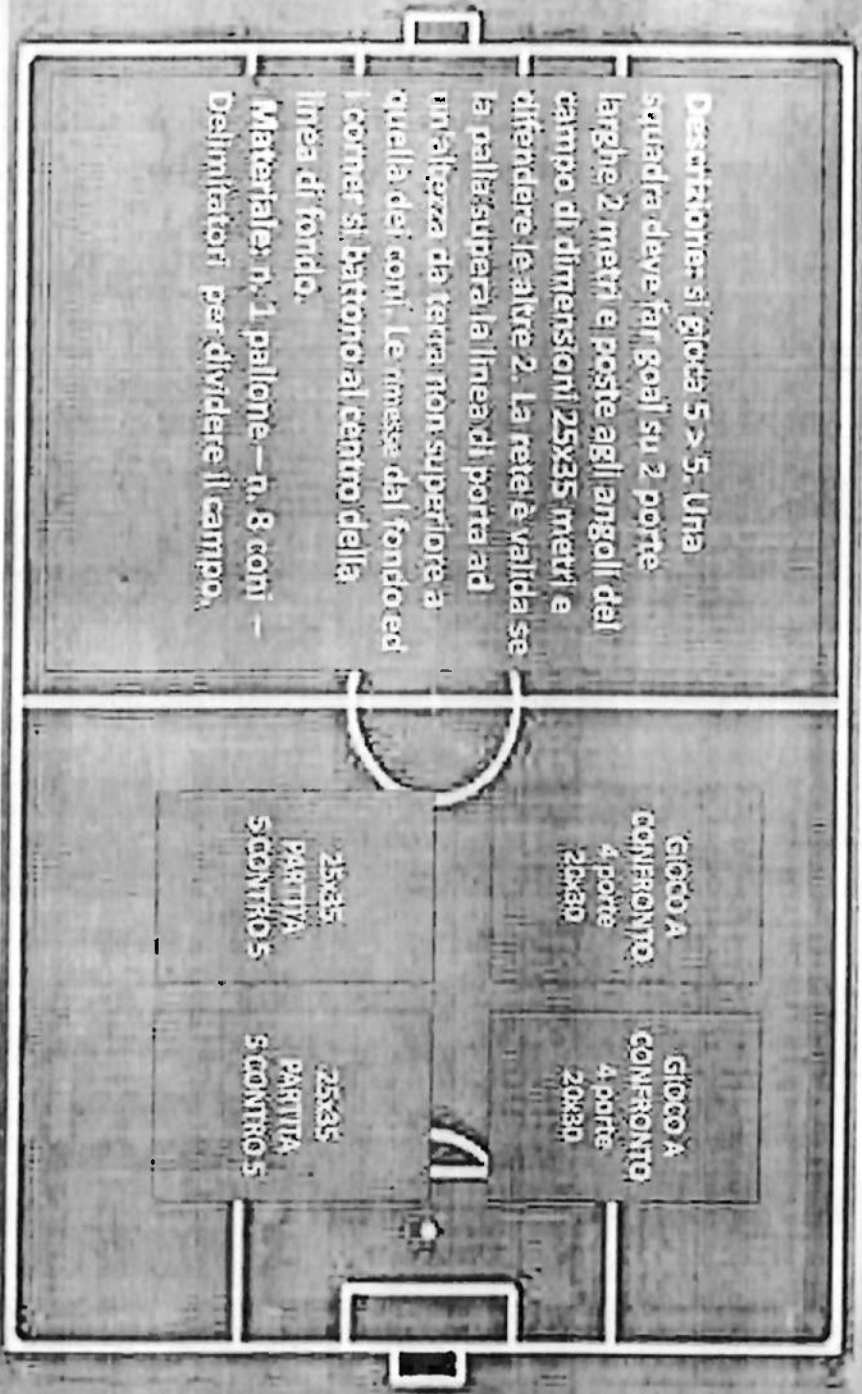 Descrizione: si gioca 5 > 5. Una
squadra deve far goal su 2 porte
larghe 2 metri e poste agli angoli del
campo di dimensioni 25x35 metri e
difendere le altre 2. La rete è valida se
la palla supera la linea di porta ad
un'altezza da terra non superiore a
quella dei coni. Le rimesse dal fondo ed
i corner si battono al centro della
linea di fondo.
Materiale: n. 1 pallone – n. 8 coni –
Delimitatori per dividere il campo.
GIOCO A
CONFRONTO
4 porte
20x30
GIOCO A
CONFRONTO
4 porte
20x30
25x35
PARTITA
5 CONTRO 5
25x35
PARTITA
5 CONTRO 5